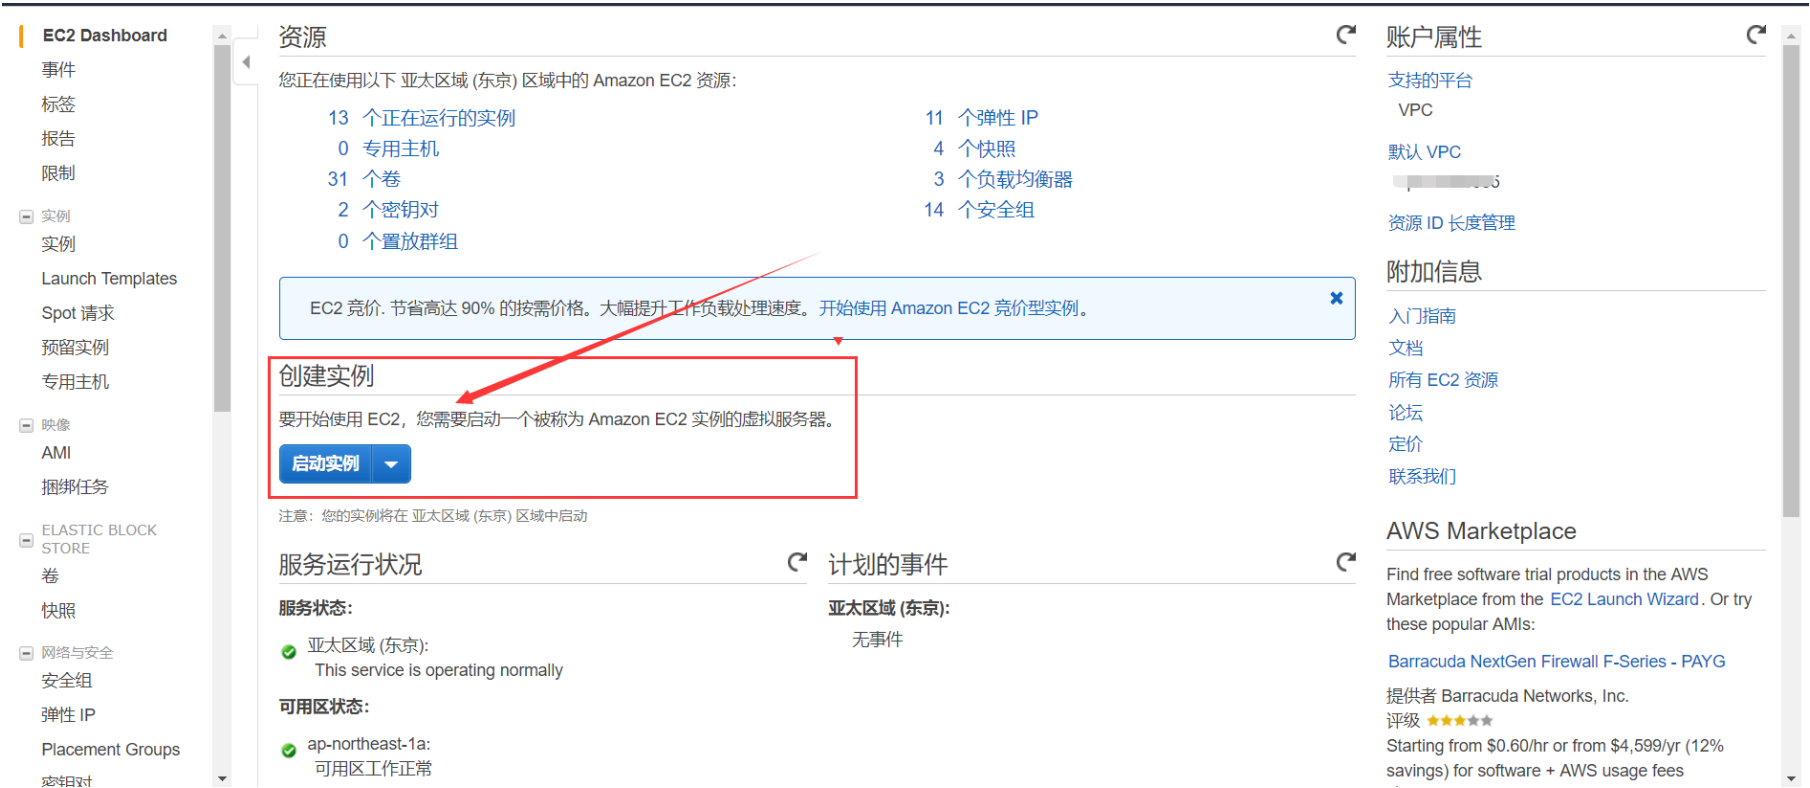 EC2 Dashboard
事件
标签
报告
限制
实例
实例
Launch Templates
Spot 请求
预留实例
专用主机
映像
AMI
捆绑任务
ELASTIC BLOCK
STORE
卷
快照
网络与安全
安全组
弹性 IP
Placement Groups
密钥对
资源
您正在使用以下 亚太区域 (东京) 区域中的 Amazon EC2 资源:
13 个正在运行的实例
0 专用主机
31 个卷
2 个密钥对
0 个置放群组
11 个弹性 IP
4 个快照
3 个负载均衡器
14 个安全组
EC2 竞价. 节省高达 90% 的按需价格。大幅提升工作负载处理速度。开始使用 Amazon EC2 竞价型实例。
创建实例
要开始使用 EC2，您需要启动一个被称为 Amazon EC2 实例的虚拟服务器。
启动实例
注意：您的实例将在 亚太区域 (东京) 区域中启动
服务运行状况
服务状态:
亚太区域 (东京):
This service is operating normally
可用区状态:
ap-northeast-1a:
可用区工作正常
计划的事件
亚太区域 (东京):
无事件
账户属性
支持的平台
VPC
默认 VPC
资源 ID 长度管理
附加信息
入门指南
文档
所有 EC2 资源
论坛
定价
联系我们
AWS Marketplace
Find free software trial products in the AWS
Marketplace from the EC2 Launch Wizard. Or try
these popular AMIs:
Barracuda NextGen Firewall F-Series - PAYG
提供者 Barracuda Networks, Inc.
评级
Starting from $0.60/hr or from $4,599/yr (12%
savings) for software + AWS usage fees